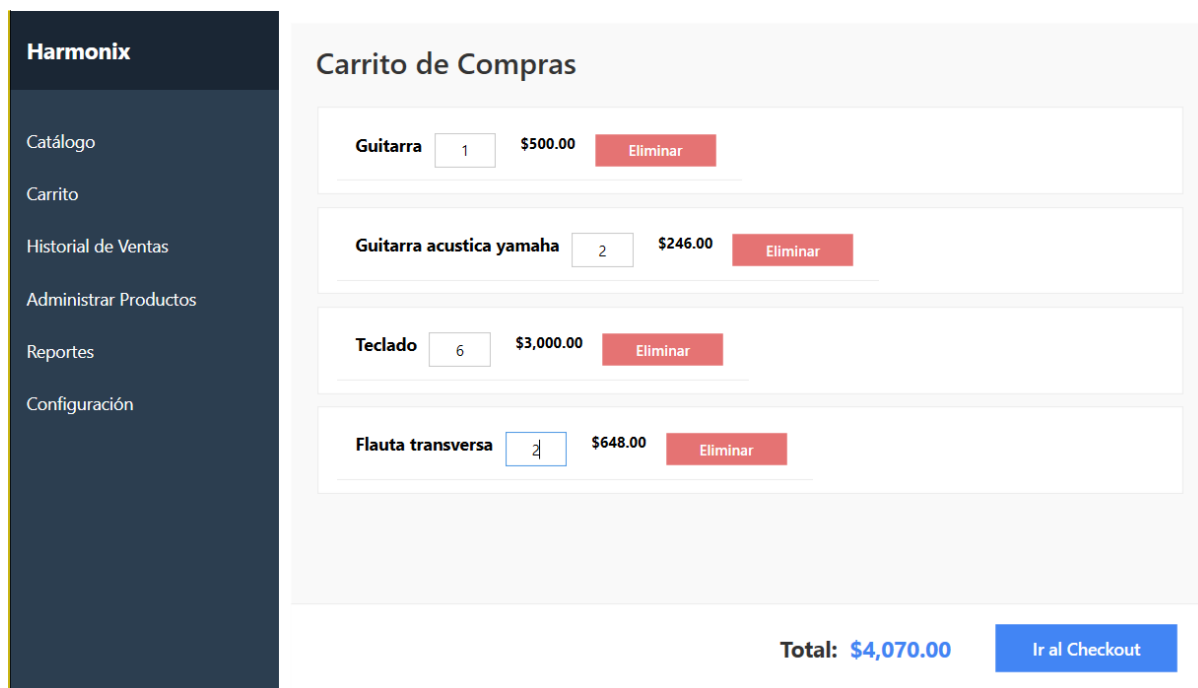 Harmonix
Catálogo
Carrito
Historial de Ventas
Administrar Productos
Reportes
Configuración
Carrito de Compras
Guitarra 1 $500.00 Eliminar
Guitarra acustica yamaha 2 $246.00 Eliminar
Teclado 6 $3,000.00 Eliminar
Flauta transversa 2 $648.00 Eliminar
Total: $4,070.00 Ir al Checkout